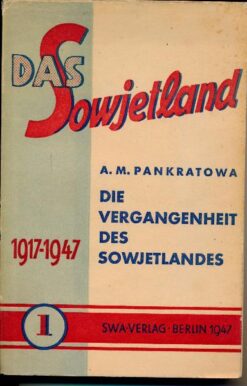 DAS
Sowjetland
A. M. PANKRATOWA
DIE
VERGANGENHEIT
DES
SOWJETLANDES
1917-1947
1
SWA-VERLAG · BERLIN 1947